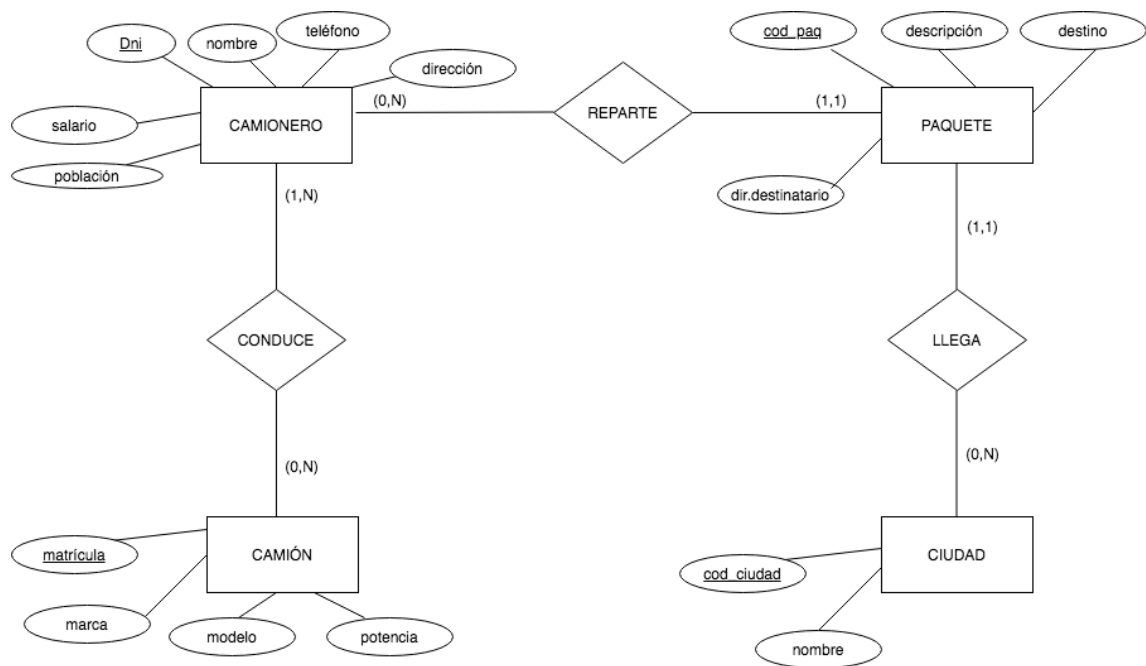 teléfono
cod_paq
descripción
destino
Dni
nombre
dirección
(0,N)
(1,1)
salario
CAMIONERO
REPARTE
PAQUETE
población
(1,N)
dir.destinatario
(1,1)
CONDUCE
LLEGA
(0,N)
(0,N)
matrícula
CAMIÓN
CIUDAD
cod_ciudad
marca
modelo
potencia
nombre